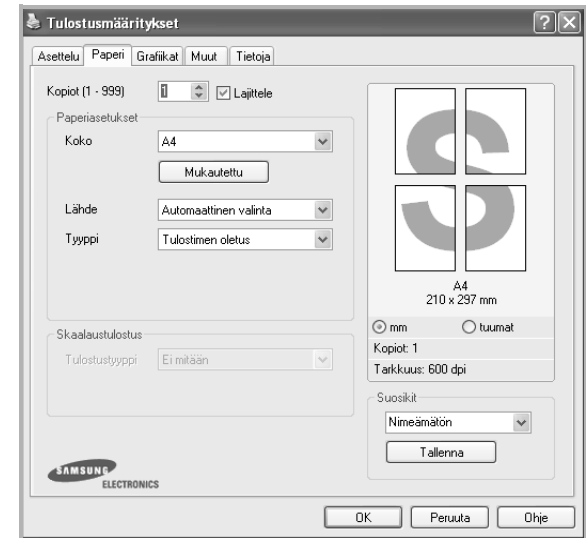 Tulostusmääritykset
Asettelu Paperi Grafiikat Muut Tietoja
Kopiot (1 - 999) 1 Lajittele
Paperiasetukset
Koko A4
Mukautettu
Lähde Automaattinen valinta
Tyyppi Tulostimen oletus
Skaalaustulostus
Tulostustyyppi Ei mitään
S
A4
210 x 297 mm
mm tuumat
Kopiot: 1
Tarkkuus: 600 dpi
Suosikit
Nimeämätön
Tallenna
SAMSUNG
ELECTRONICS
OK Peruuta Ohje